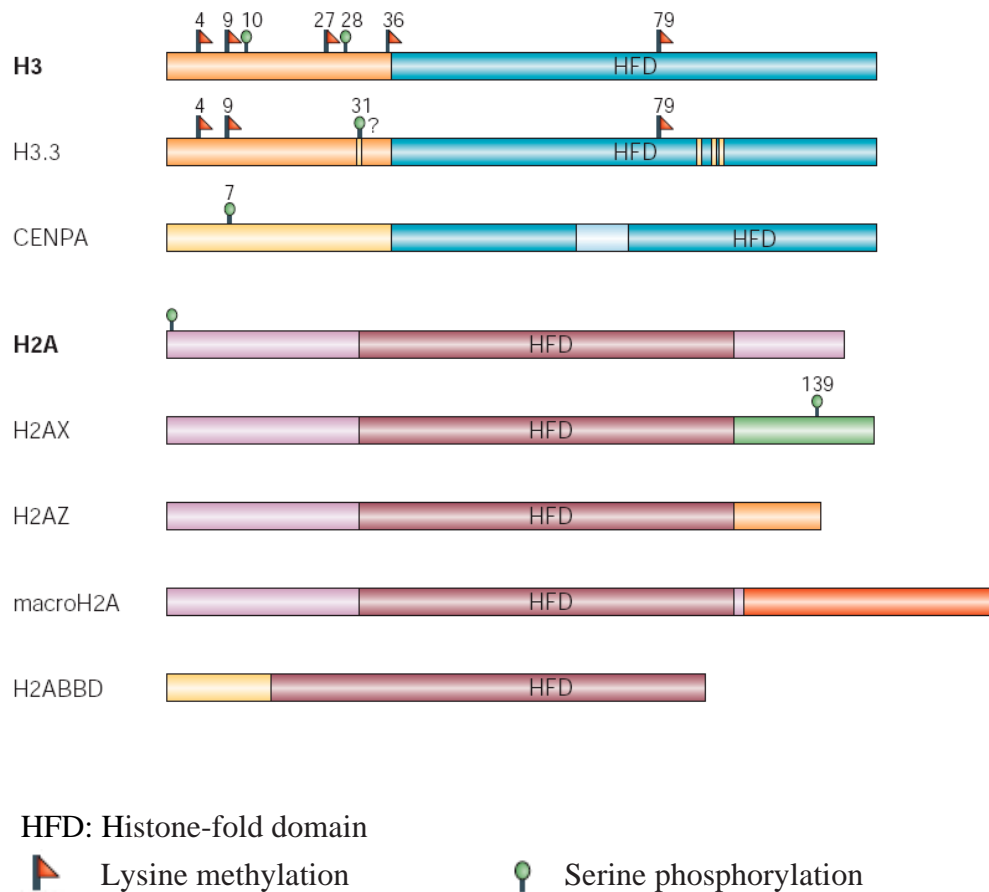 4 9 10 27 28 36 79
H3 HFD
4 9 31 ? 79
H3.3 HFD
7
CENPA HFD
H2A HFD
139
H2AX HFD
H2AZ HFD
macroH2A HFD
H2ABBD HFD
HFD: Histone-fold domain
Lysine methylation Serine phosphorylation